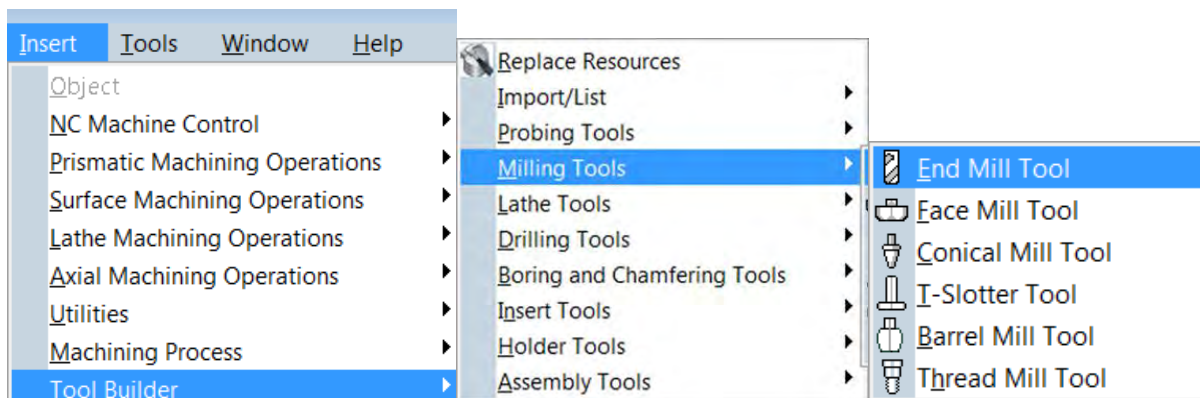 Insert Tools Window Help
Object
NC Machine Control
Prismatic Machining Operations
Surface Machining Operations
Lathe Machining Operations
Axial Machining Operations
Utilities
Machining Process
Tool Builder
Replace Resources
Import/List
Probing Tools
Milling Tools
Lathe Tools
Drilling Tools
Boring and Chamfering Tools
Insert Tools
Holder Tools
Assembly Tools
End Mill Tool
Face Mill Tool
Conical Mill Tool
T-Slotter Tool
Barrel Mill Tool
Thread Mill Tool